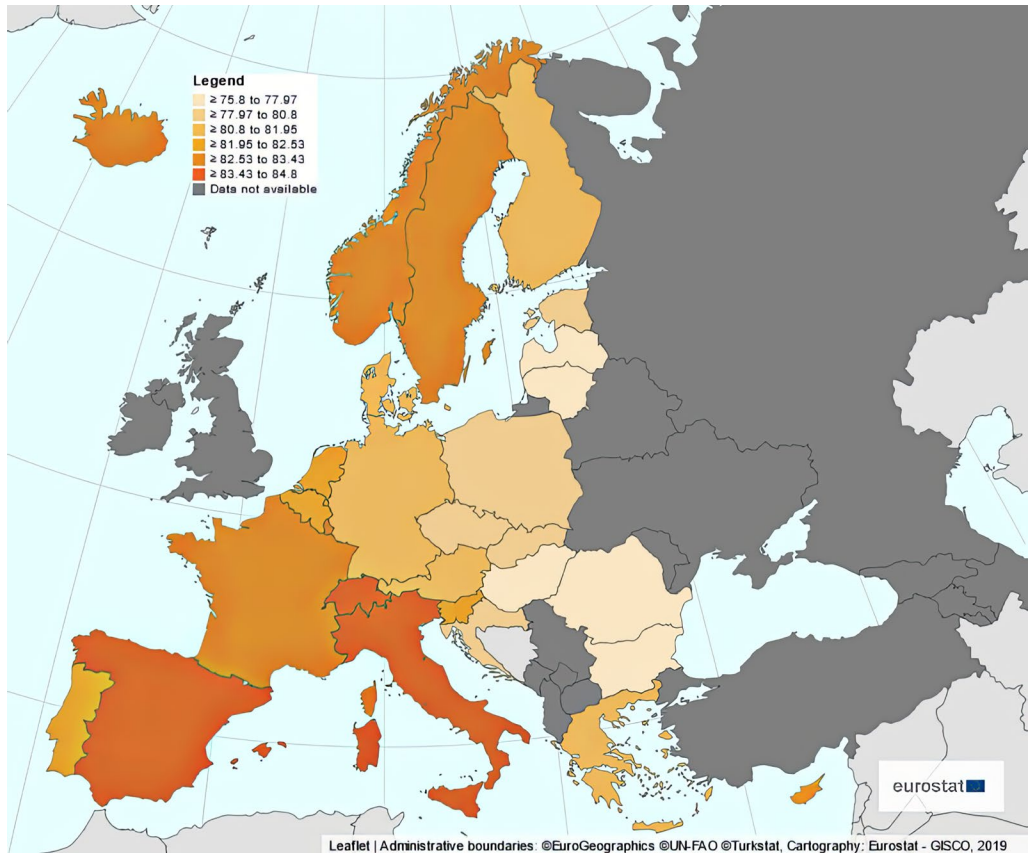 Legend
≥ 75.8 to 77.97
≥ 77.97 to 80.8
≥ 80.8 to 81.95
≥ 81.95 to 82.53
≥ 82.53 to 83.43
≥ 83.43 to 84.8
Data not available
eurostat
Leaflet | Administrative boundaries: ©EuroGeographics ©UN-FAO ©Turkstat, Cartography: Eurostat - GISCO, 2019